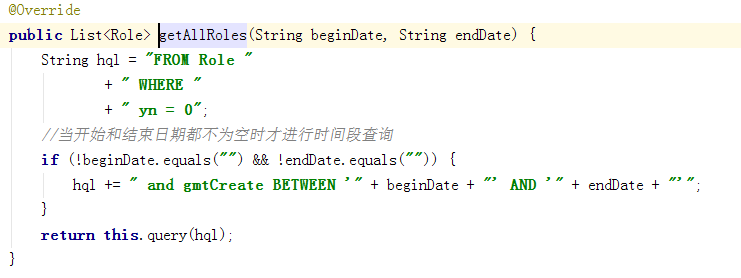 @Override
public List<Role> getAllRoles(String beginDate, String endDate) {
    String hql = "FROM Role "
            + " WHERE "
            + " yn = 0";
    //当开始和结束日期都不为空时才进行时间段查询
    if (!beginDate.equals("") && !endDate.equals("")) {
        hql += " and gmtCreate BETWEEN '" + beginDate + "' AND '" + endDate + "'";
    }
    return this.query(hql);
}